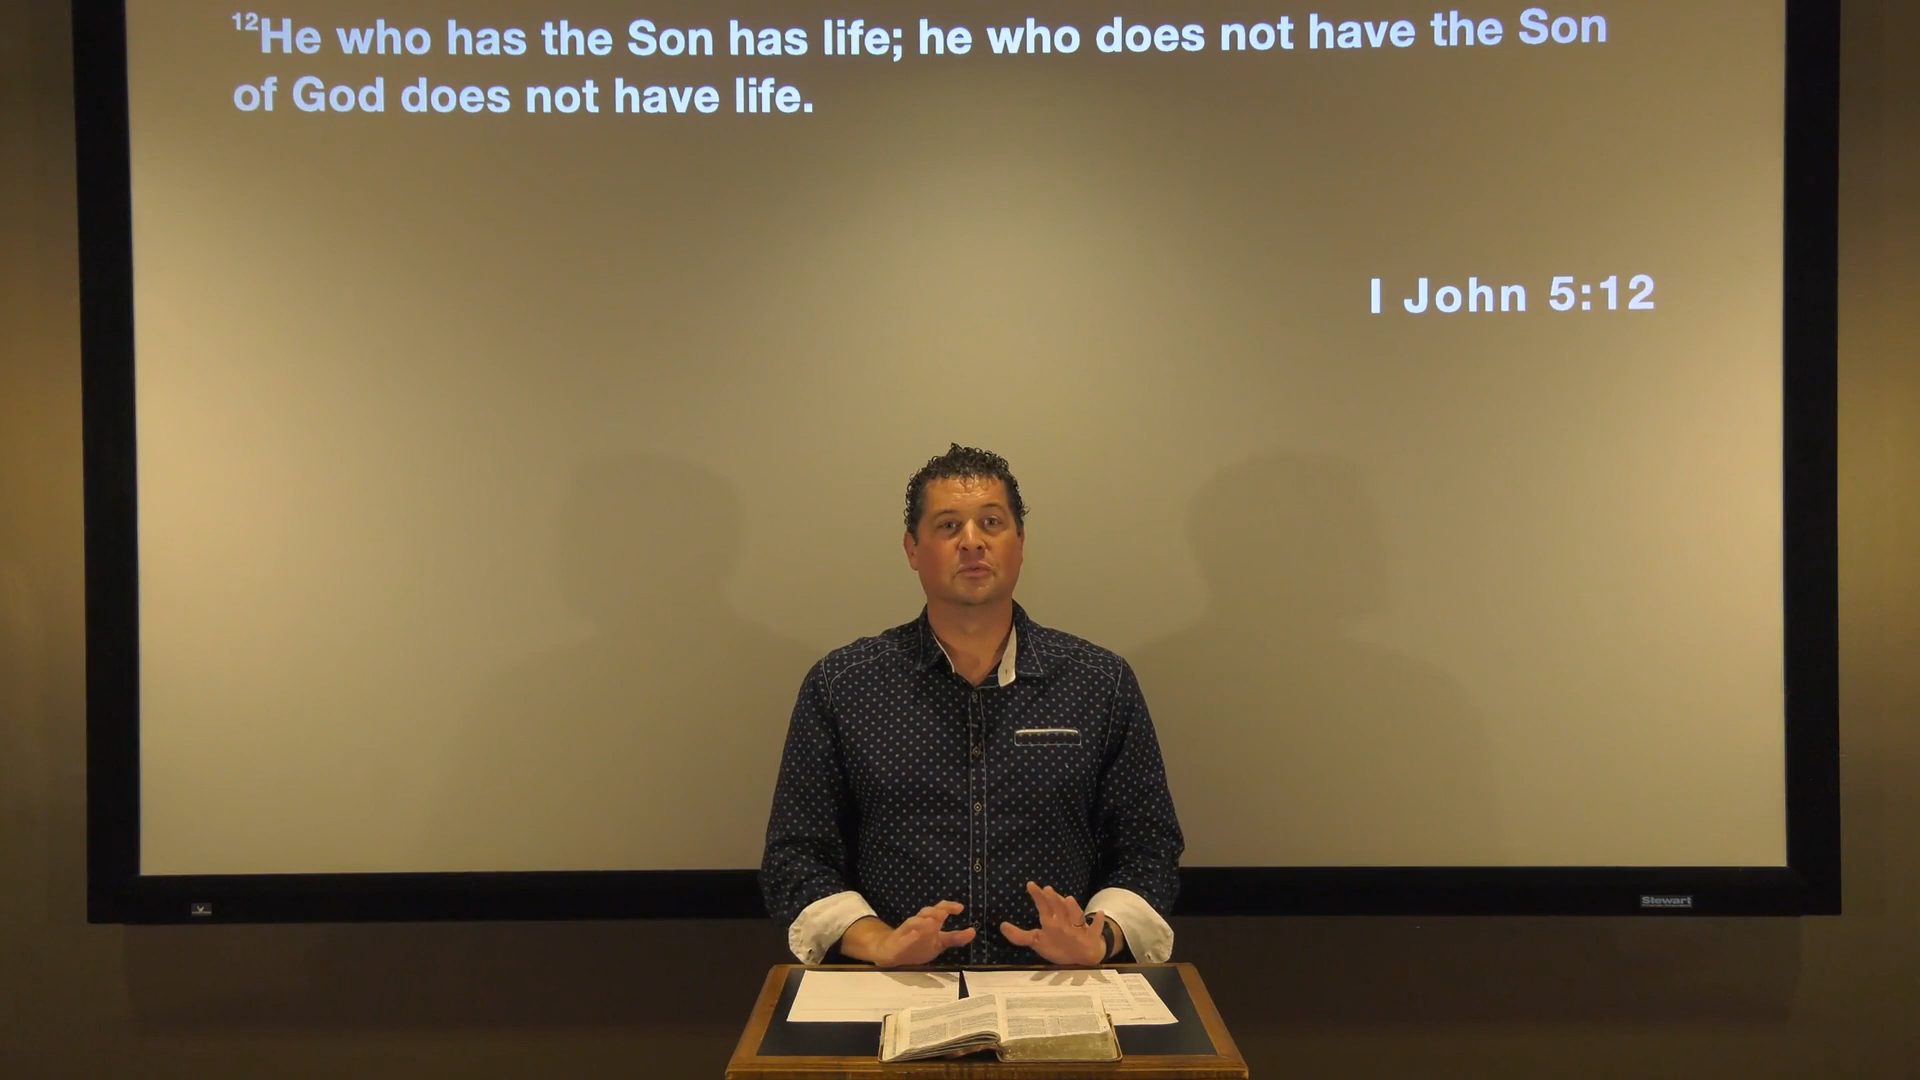 12He who has the Son has life; he who does not have the Son
of God does not have life.
I John 5:12
Stewart